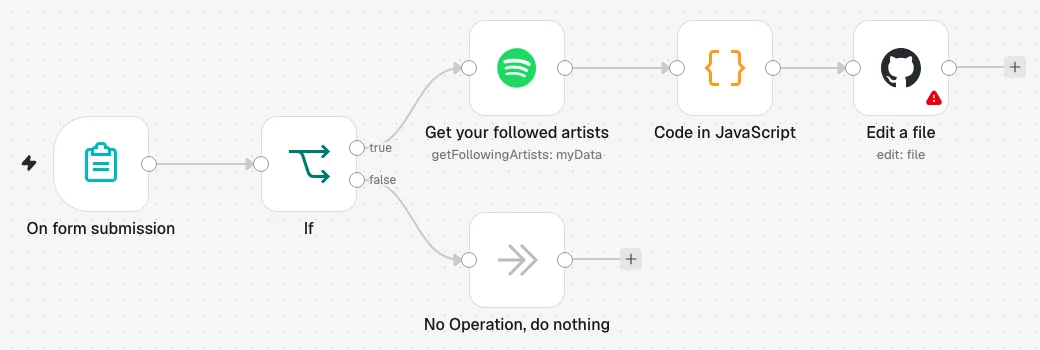 Get your followed artists
getFollowingArtists: myData
Code in JavaScript
Edit a file
edit: file
true
false
On form submission
If
No Operation, do nothing